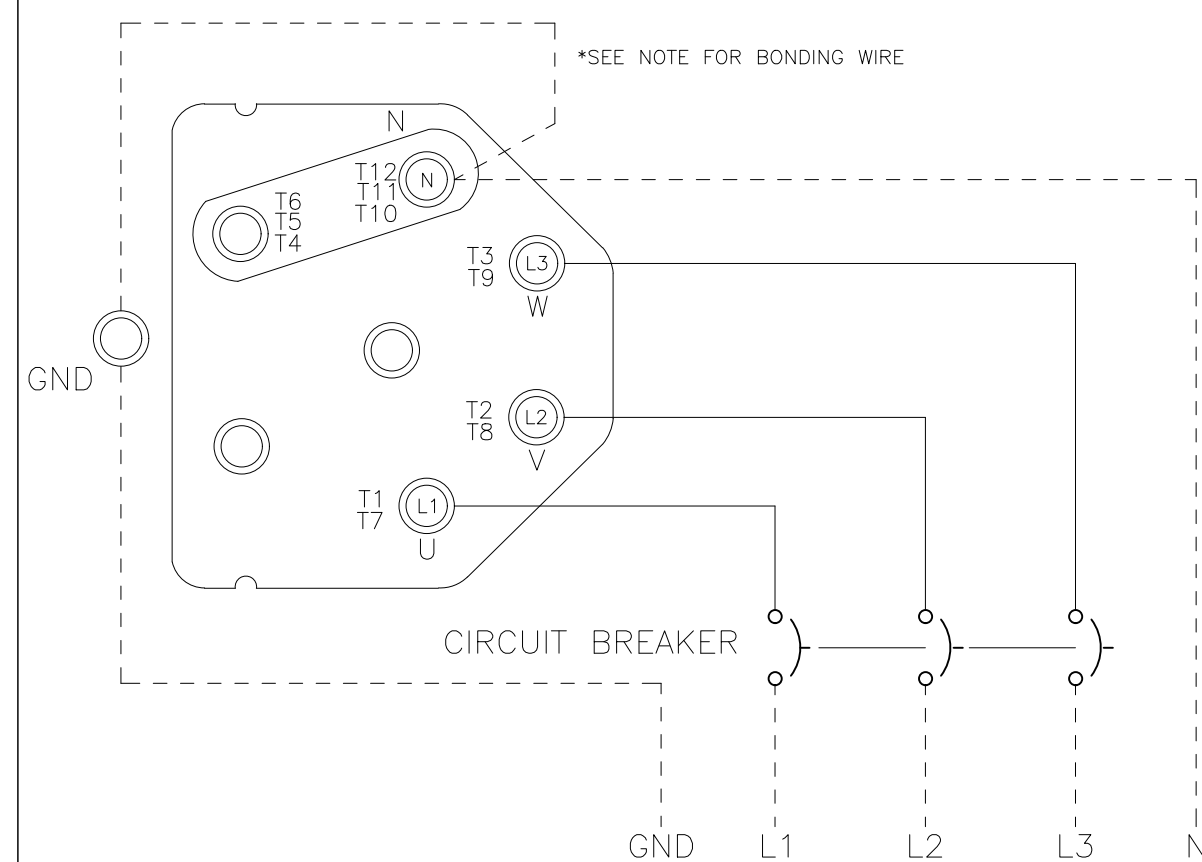 *SEE NOTE FOR BONDING WIRE
N
T12
T11
T10
N
T6
T5
T4
T3
T9
L3
W
GND
T2
T8
L2
V
T1
T7
L1
U
CIRCUIT BREAKER
GND
L1
L2
L3
N